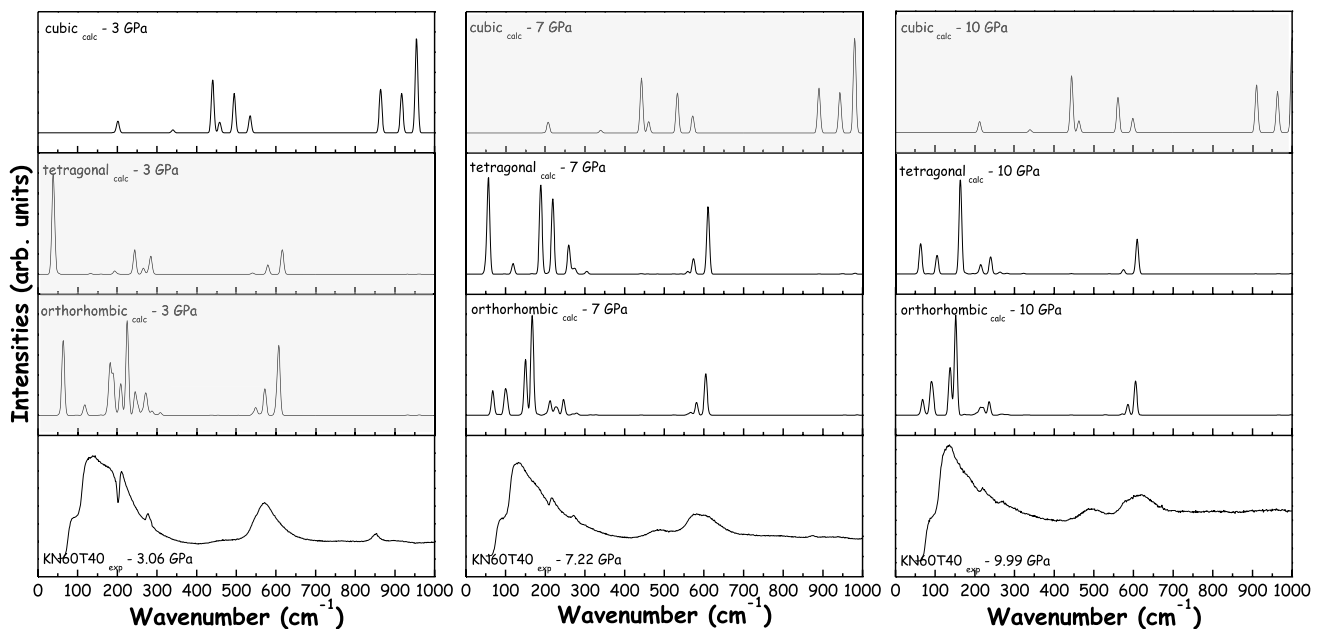 cubic calc - 3 GPa
cubic calc - 7 GPa
cubic calc - 10 GPa
tetragonal calc - 3 GPa
tetragonal calc - 7 GPa
tetragonal calc - 10 GPa
orthorhombic calc - 3 GPa
orthorhombic calc - 7 GPa
orthorhombic calc - 10 GPa
KN60T40 exp - 3.06 GPa
KN60T40 exp - 7.22 GPa
KN60T40 exp - 9.99 GPa
Intensities (arb. units)
0 100 200 300 400 500 600 700 800 900 1000
0 100 200 300 400 500 600 700 800 900 1000
0 100 200 300 400 500 600 700 800 900 1000
Wavenumber (cm-1)
Wavenumber (cm-1)
Wavenumber (cm-1)